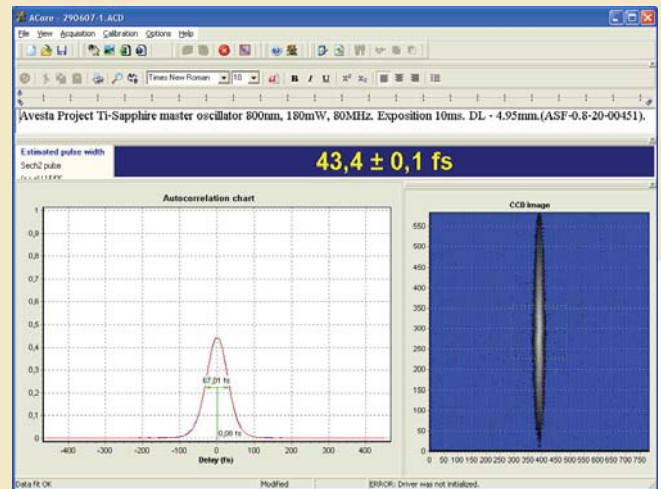 ACore - 290607-1.ACD
File View Acquisition Calibration Options Help
Times New Roman 10 B I U x² x₂
Avesta Project Ti-Sapphire master oscillator 800nm, 180mW, 80MHz. Exposition 10ms. DL - 4.95mm.(ASF-0.8-20-00451).
Estimated pulse width
Sech2 pulse
43,4 ± 0,1 fs
Autocorrelation chart
1
0,9
0,8
0,7
0,6
0,5
0,4
0,3
0,2
0,1
0
67,01 fs
0,08 fs
-400 -300 -200 -100 0 100 200 300 400
Delay (fs)
CCD image
550
500
450
400
350
300
250
200
150
100
50
0
0 50 100 150 200 250 300 350 400 450 500 550 600 650 700 750
Data fit OK Modified ERROR: Driver was not initialized.